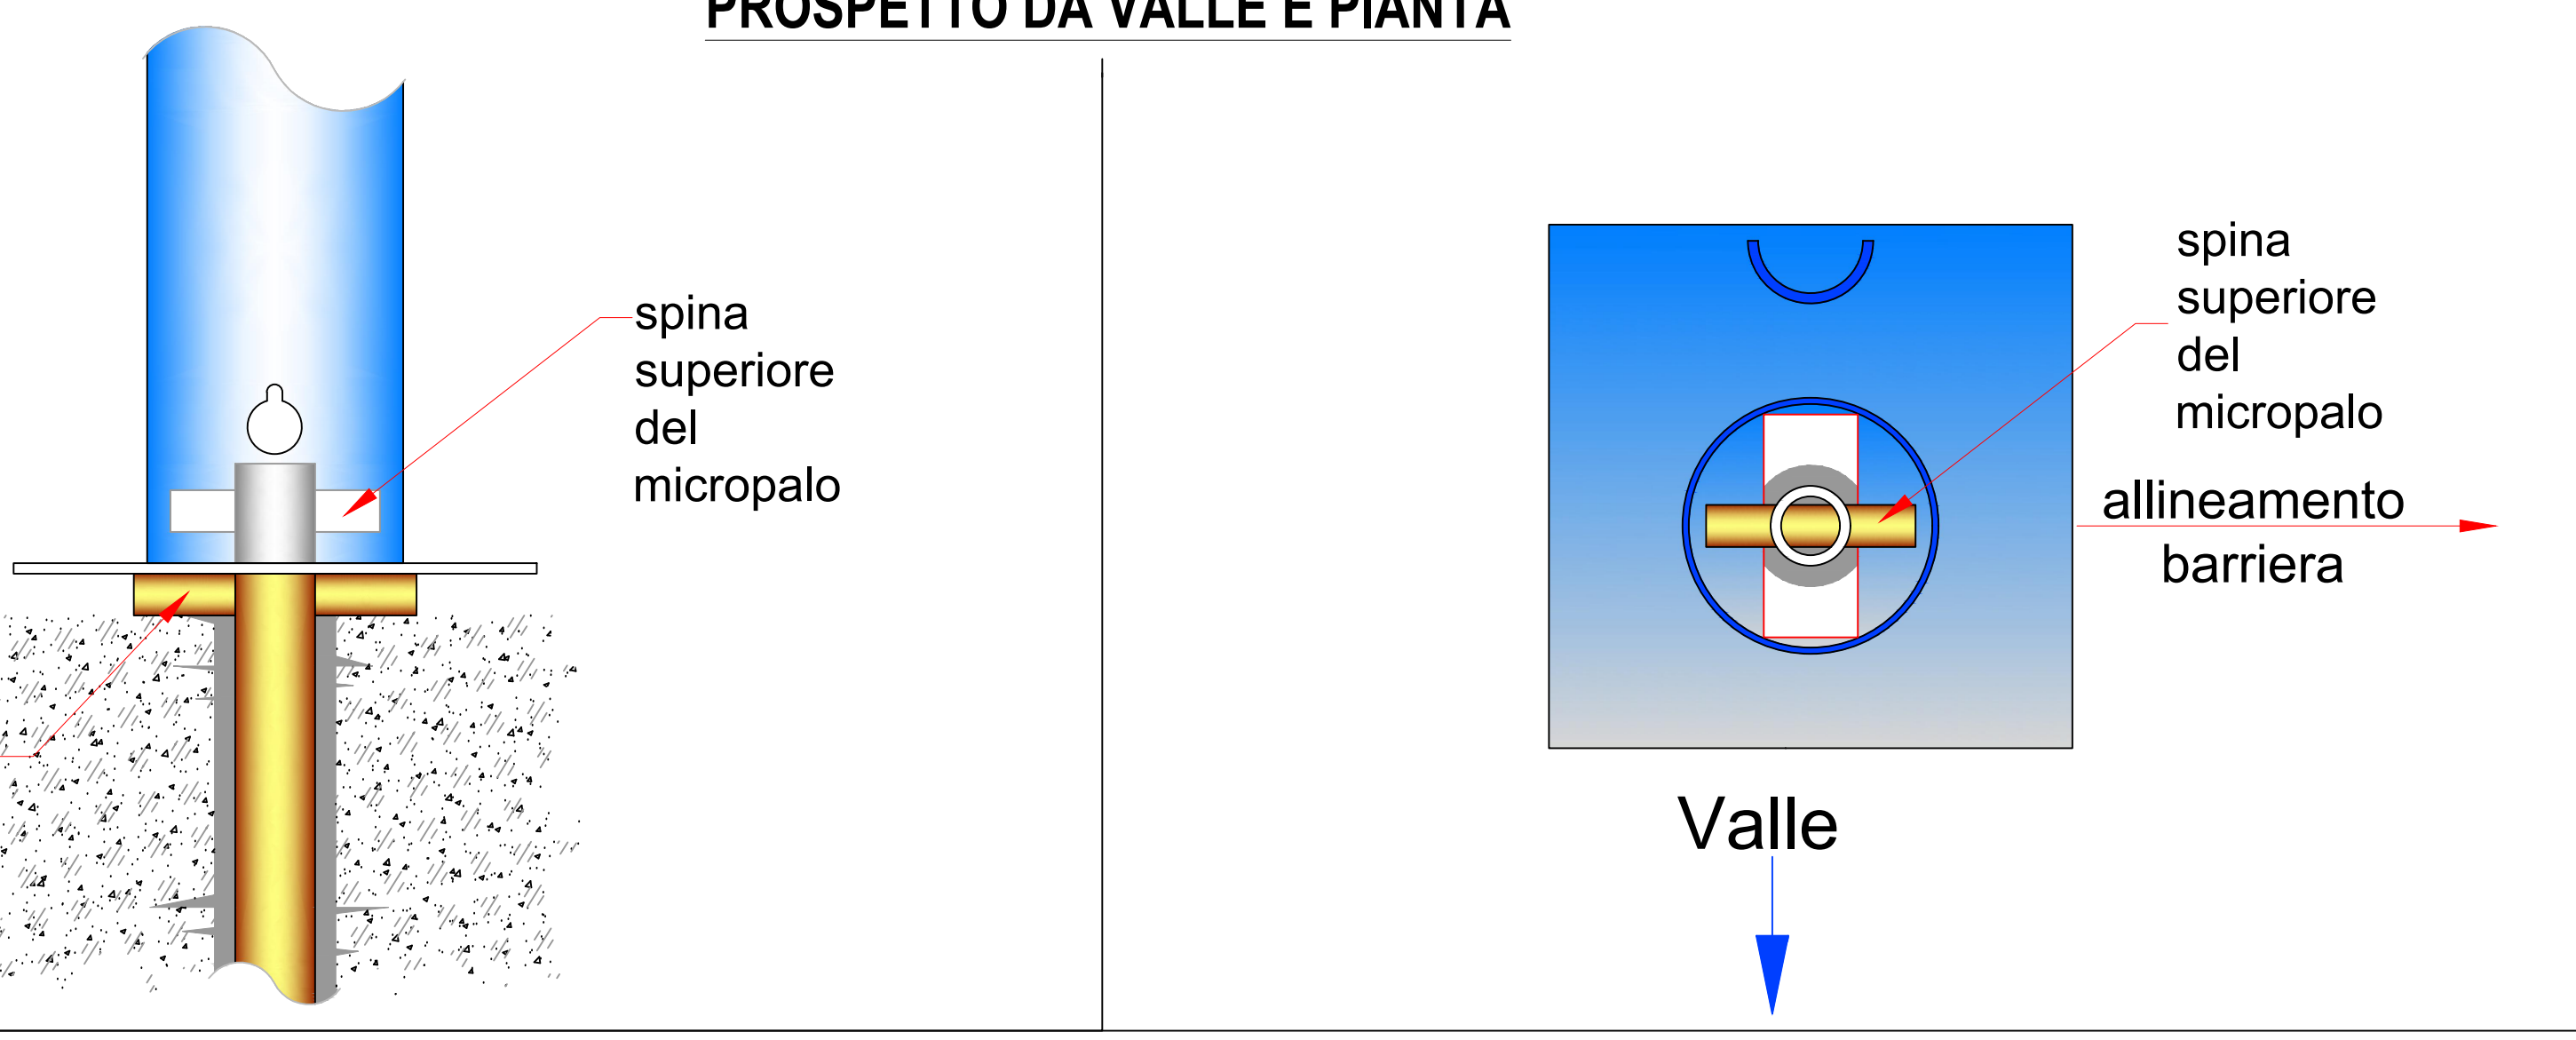 PROSPETTO DA VALLE E PIANTA
spina
superiore
del
micropalo
spina
superiore
del
micropalo
allineamento
barriera
Valle